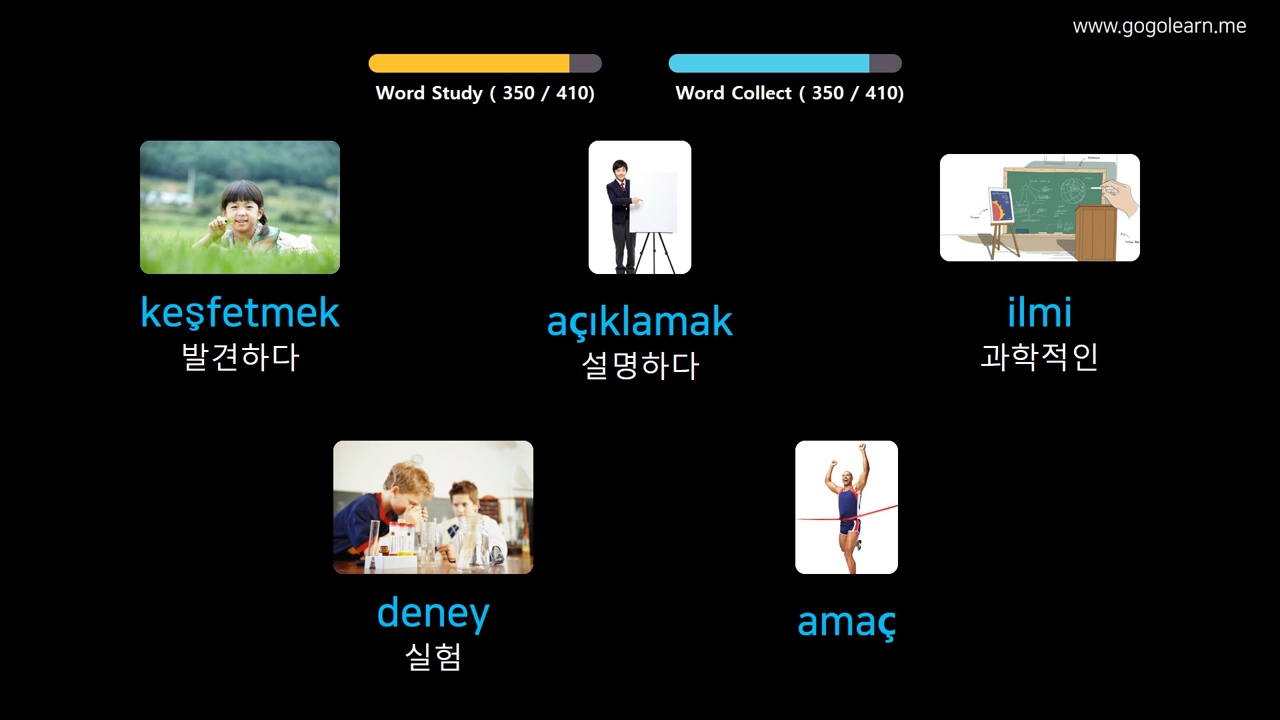 www.gogolearn.me
Word Study ( 350 / 410)
Word Collect ( 350 / 410)
keşfetmek
발견하다
açıklamak
설명하다
ilmi
과학적인
deney
실험
amaç